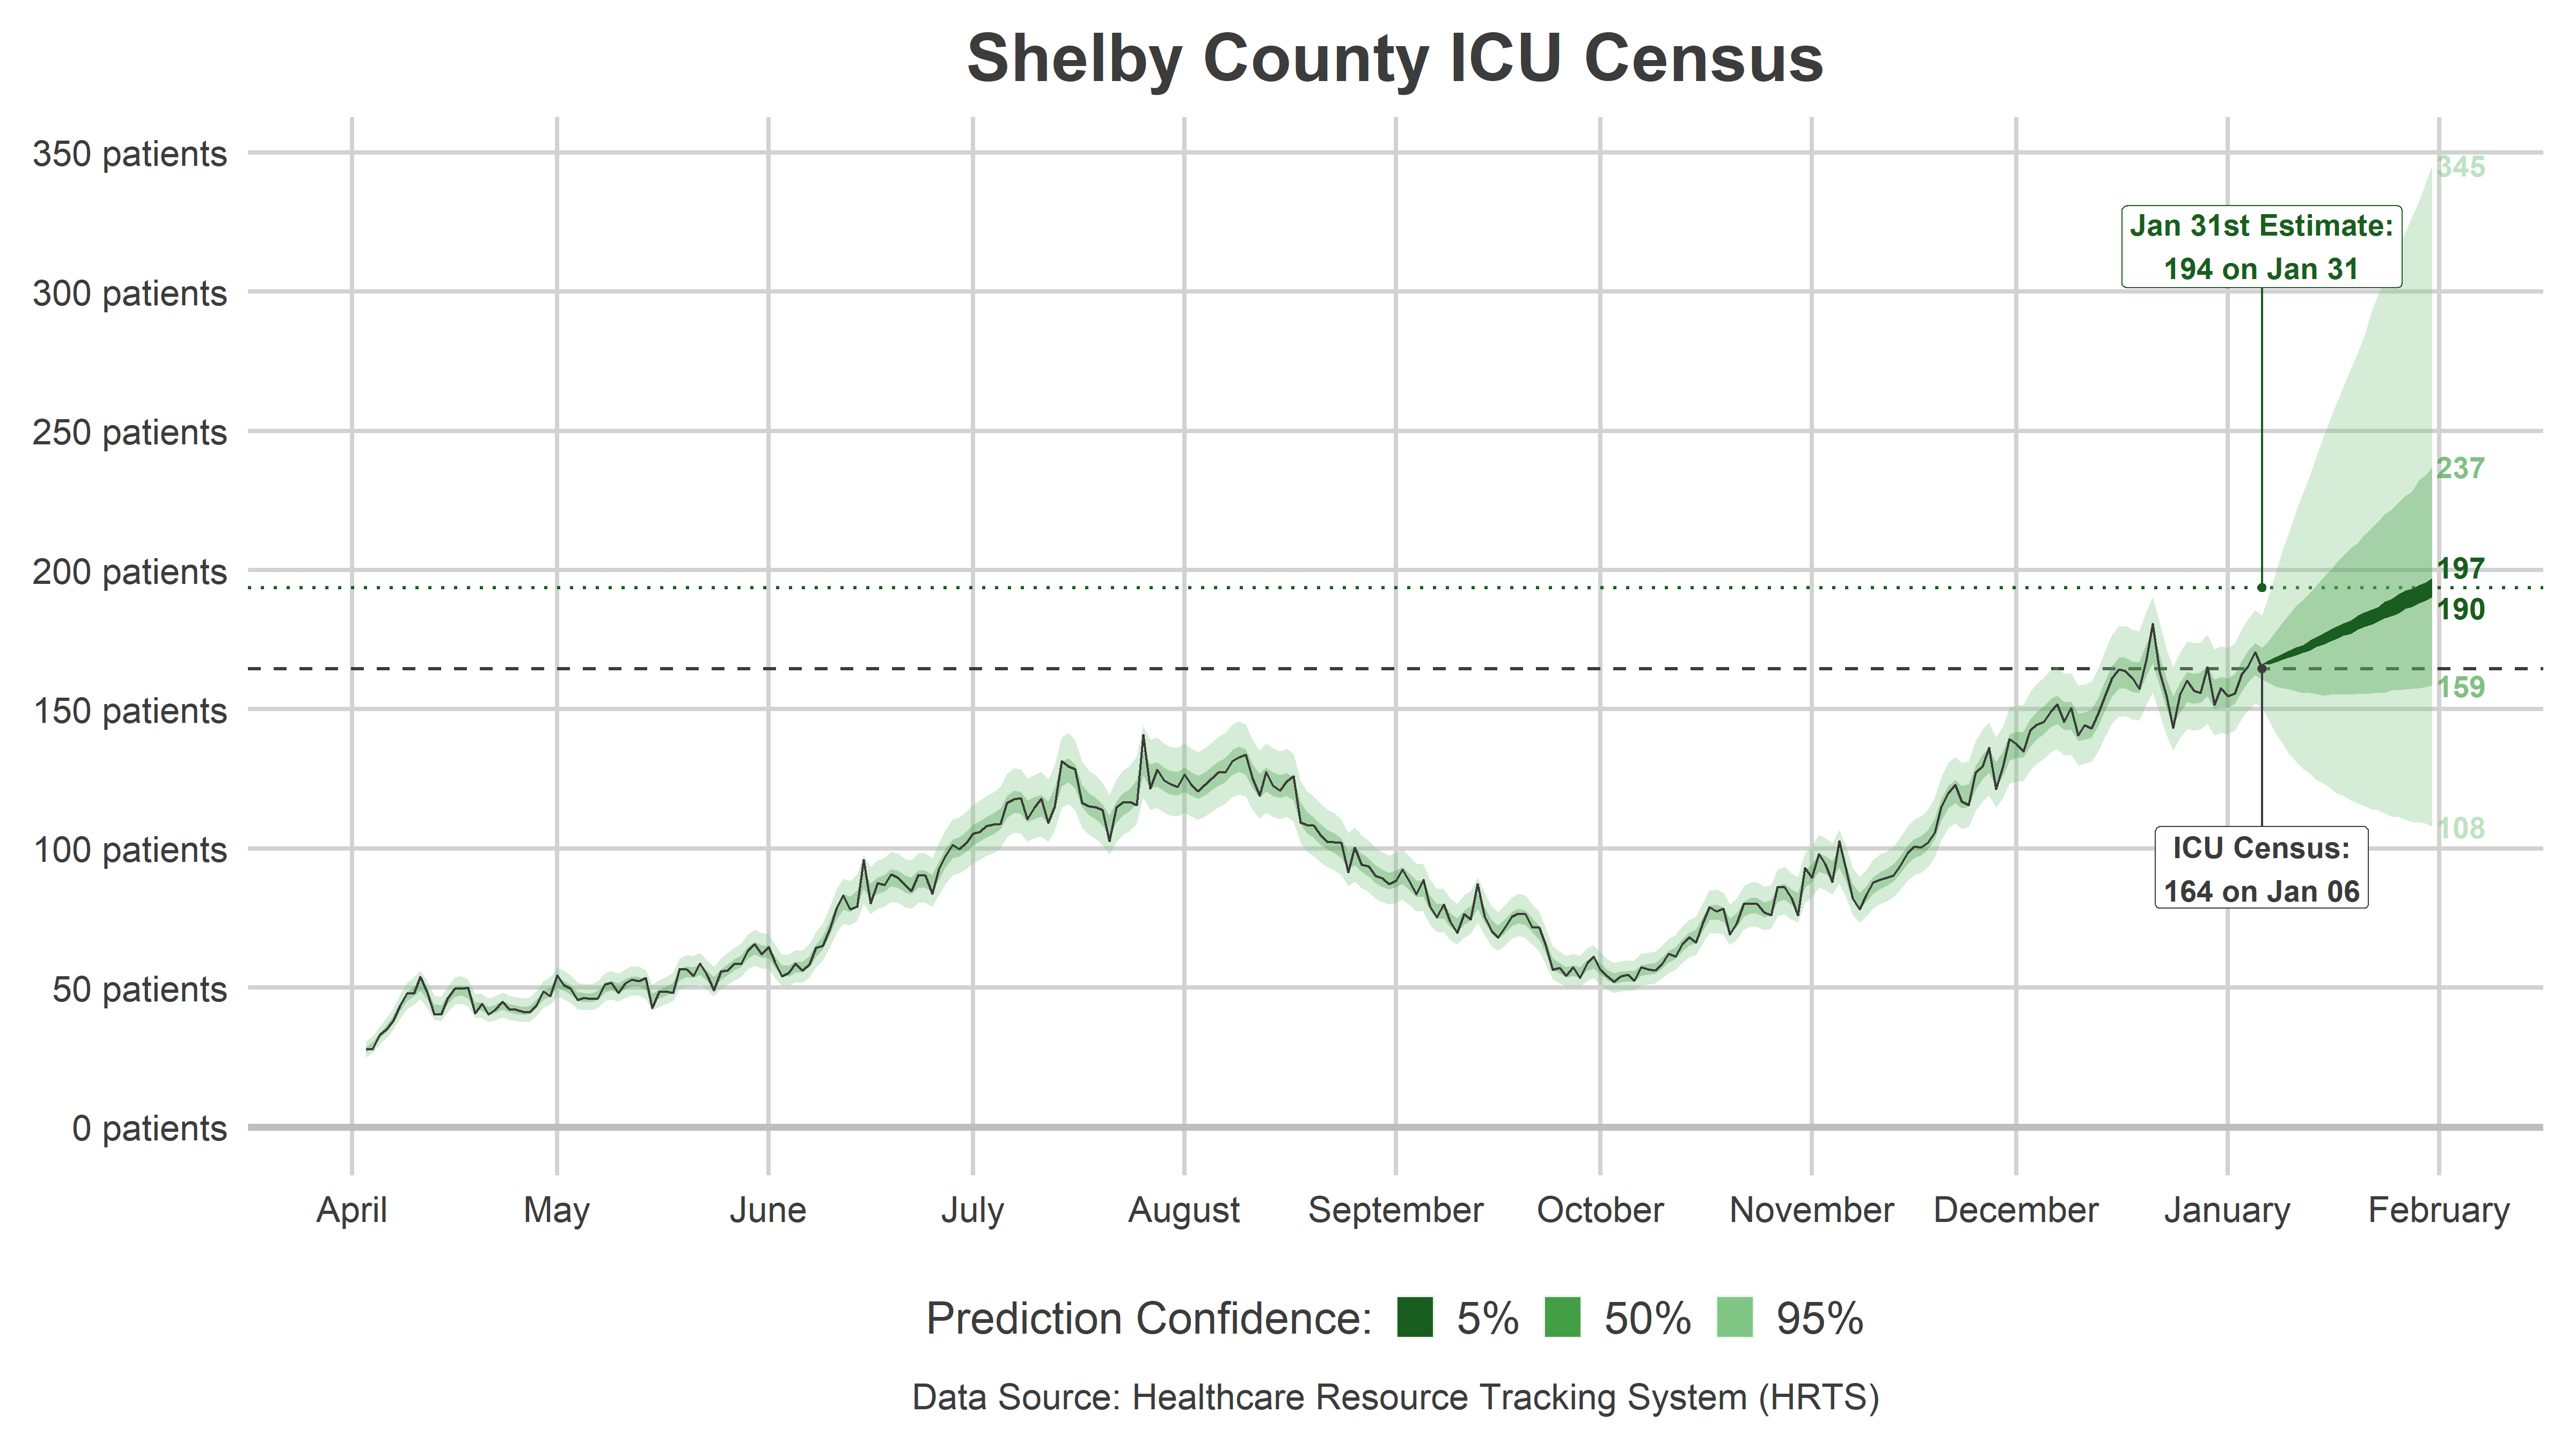 Shelby County ICU Census
350 patients
300 patients
250 patients
200 patients
150 patients
100 patients
50 patients
0 patients
345
Jan 31st Estimate:
194 on Jan 31
237
197
190
159
108
ICU Census:
164 on Jan 06
April May June July August September October November December January February
Prediction Confidence: 5% 50% 95%
Data Source: Healthcare Resource Tracking System (HRTS)